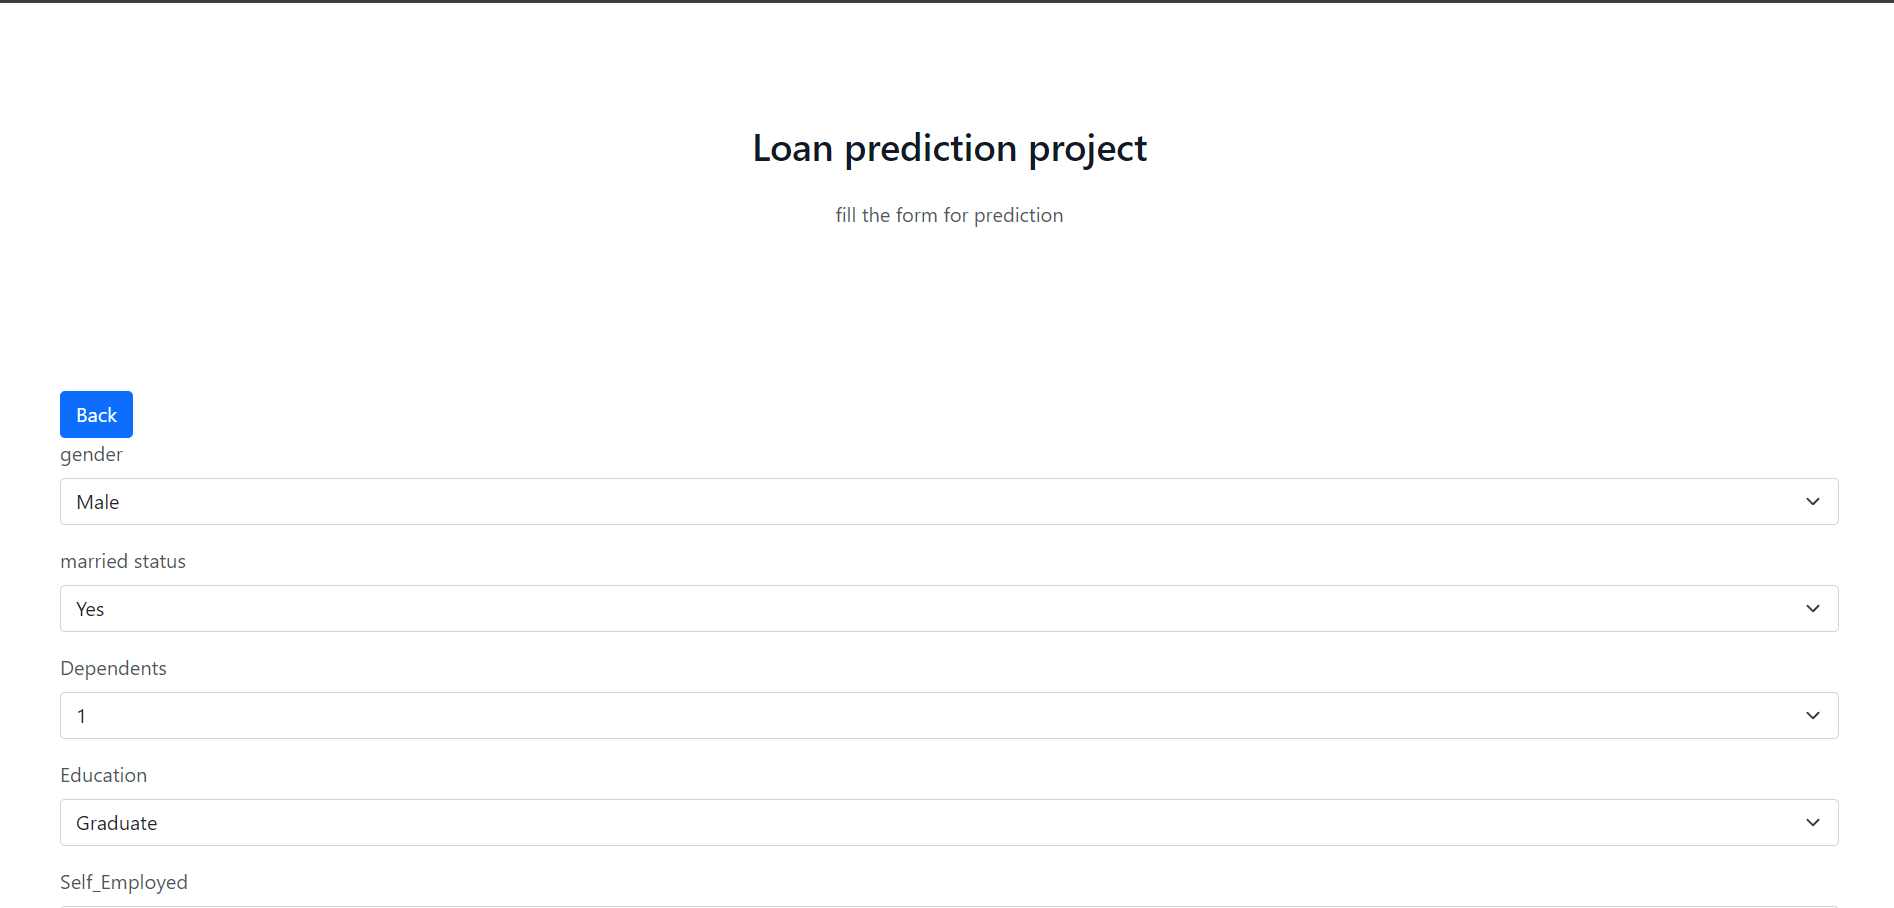 Loan prediction project
fill the form for prediction
Back
gender
Male
married status
Yes
Dependents
1
Education
Graduate
Self_Employed